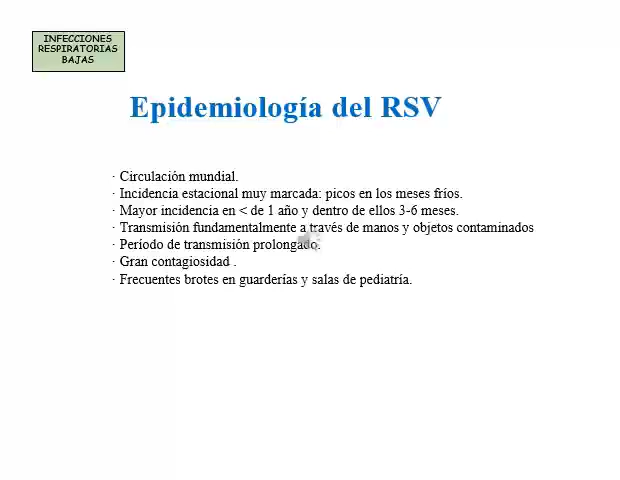 INFECCIONES
RESPIRATORIAS
BAJAS
Epidemiología del RSV
· Circulación mundial.
· Incidencia estacional muy marcada: picos en los meses fríos.
· Mayor incidencia en < de 1 año y dentro de ellos 3-6 meses.
· Transmisión fundamentalmente a través de manos y objetos contaminados
· Período de transmisión prolongado.
· Gran contagiosidad .
· Frecuentes brotes en guarderías y salas de pediatría.